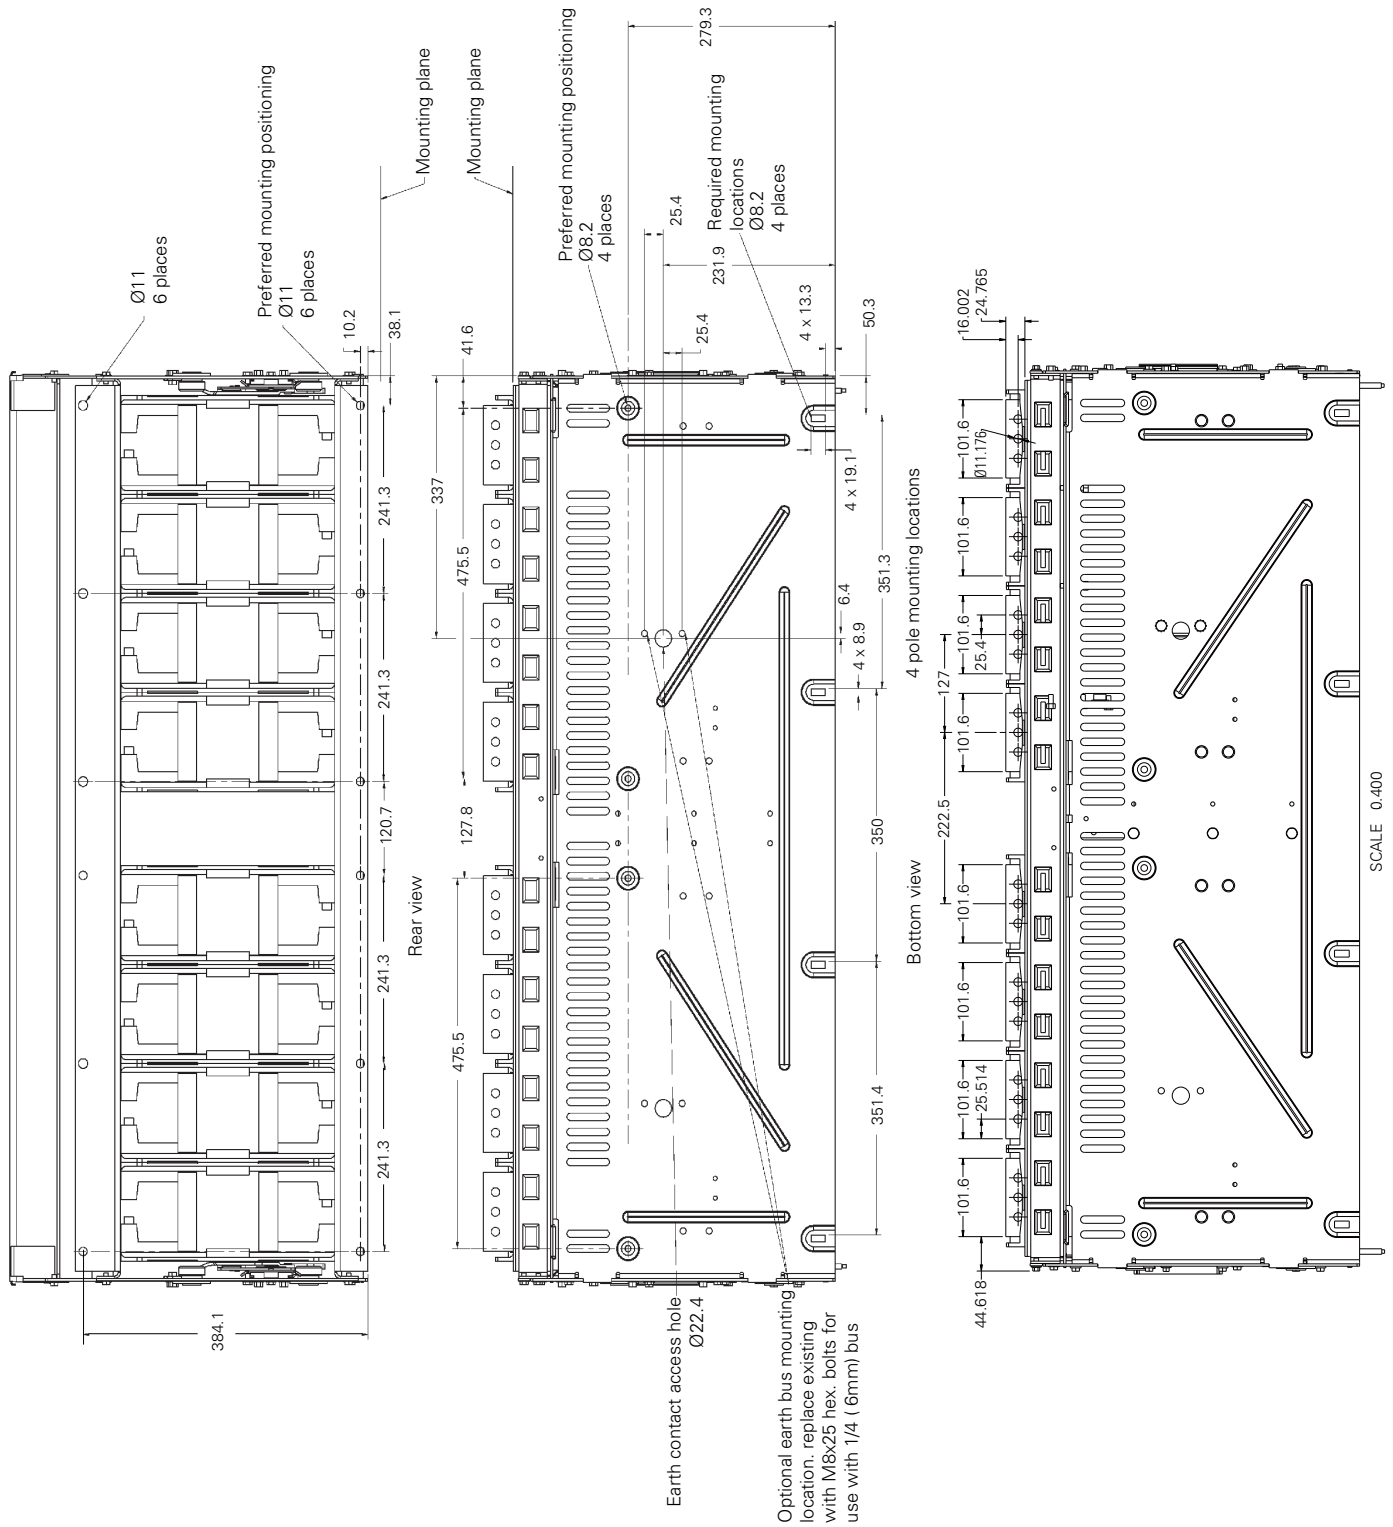 384.1
Ø11
6 places
Preferred mounting positioning
Ø11
6 places
10.2
38.1
241.3
241.3
120.7
241.3
241.3
Mounting plane
Rear view
Mounting plane
41.6
337
475.5
127.8
475.5
Preferred mounting positioning
Ø8.2
4 places
279.3
25.4
231.9
25.4
Required mounting
locations
Ø8.2
4 places
4 x 13.3
50.3
4 x 19.1
351.3
6.4
4 x 8.9
350
351.4
Earth contact access hole
Ø22.4
Optional earth bus mounting
location. replace existing
with M8x25 hex. bolts for
use with 1/4 ( 6mm) bus
Bottom view
4 pole mounting locations
16.002
24.765
101.6
Ø11.176
101.6
101.6
25.4
127
101.6
222.5
101.6
101.6
101.6
25.514
101.6
44.618
SCALE 0.400